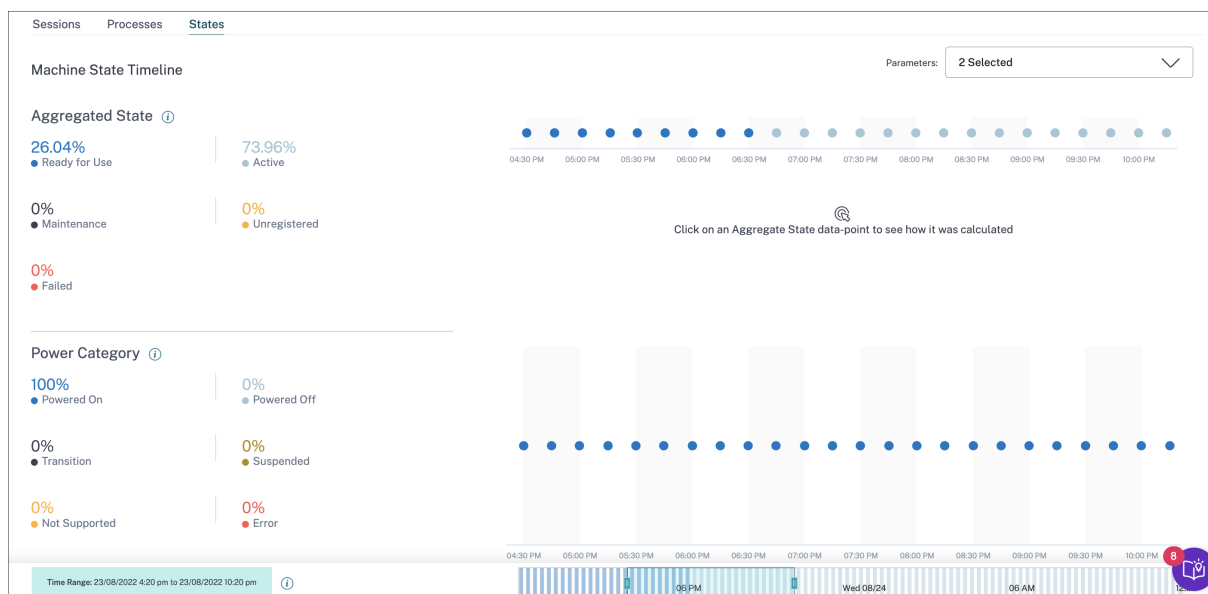 Sessions Processes States
Machine State Timeline
Parameters: 2 Selected
Aggregated State i
26.04% 73.96%
Ready for Use Active
04:30 PM 05:00 PM 05:30 PM 06:00 PM 06:30 PM 07:00 PM 07:30 PM 08:00 PM 08:30 PM 09:00 PM 09:30 PM 10:00 PM
0% 0%
Maintenance Unregistered
Click on an Aggregate State data-point to see how it was calculated
0%
Failed
Power Category i
100% 0%
Powered On Powered Off
0% 0%
Transition Suspended
0% 0%
Not Supported Error
04:30 PM 05:00 PM 05:30 PM 06:00 PM 06:30 PM 07:00 PM 07:30 PM 08:00 PM 08:30 PM 09:00 PM 09:30 PM 10:00 PM
8
Time Range: 23/08/2022 4:20 pm to 23/08/2022 10:20 pm i
06 PM Wed 08/24 06 AM